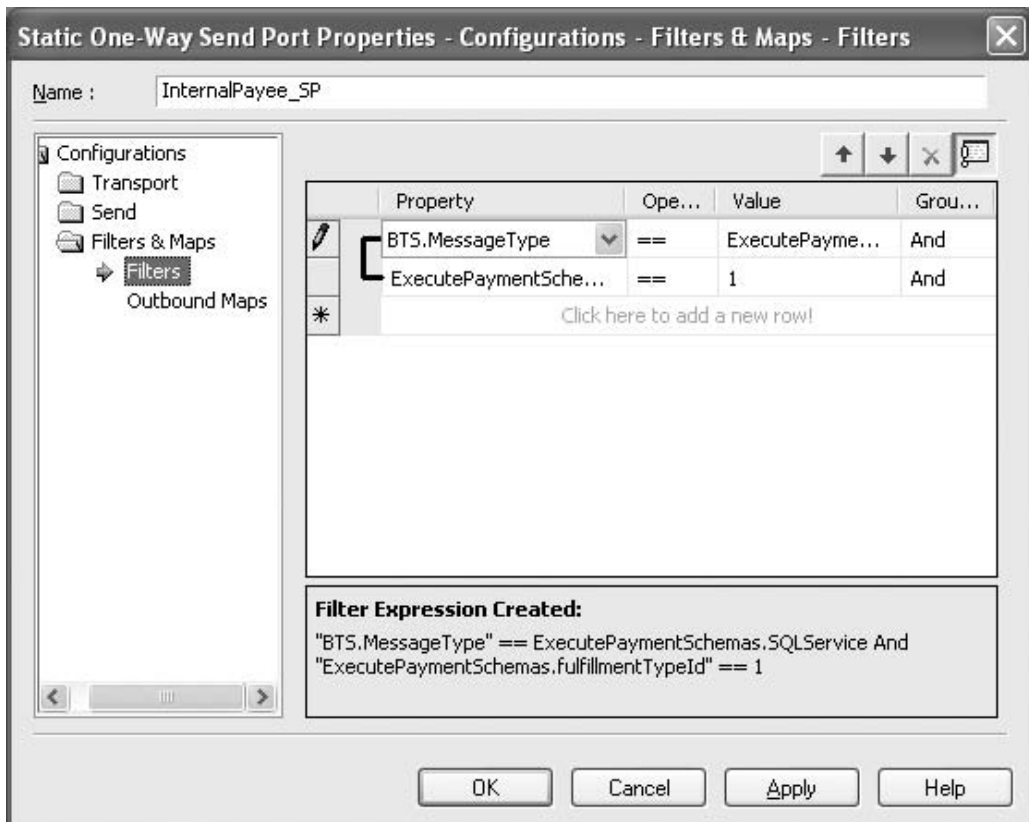 Static One-Way Send Port Properties - Configurations - Filters & Maps - Filters
Name : InternalPayee_SP
Configurations
Transport
Send
Filters & Maps
Filters
Outbound Maps
Property Ope... Value Grou...
BTS.MessageType == ExecutePayme... And
ExecutePaymentSche... == 1 And
Click here to add a new row!
Filter Expression Created:
"BTS.MessageType" == ExecutePaymentSchemas.SQLService And
"ExecutePaymentSchemas.fulfillmentTypeId" == 1
OK Cancel Apply Help